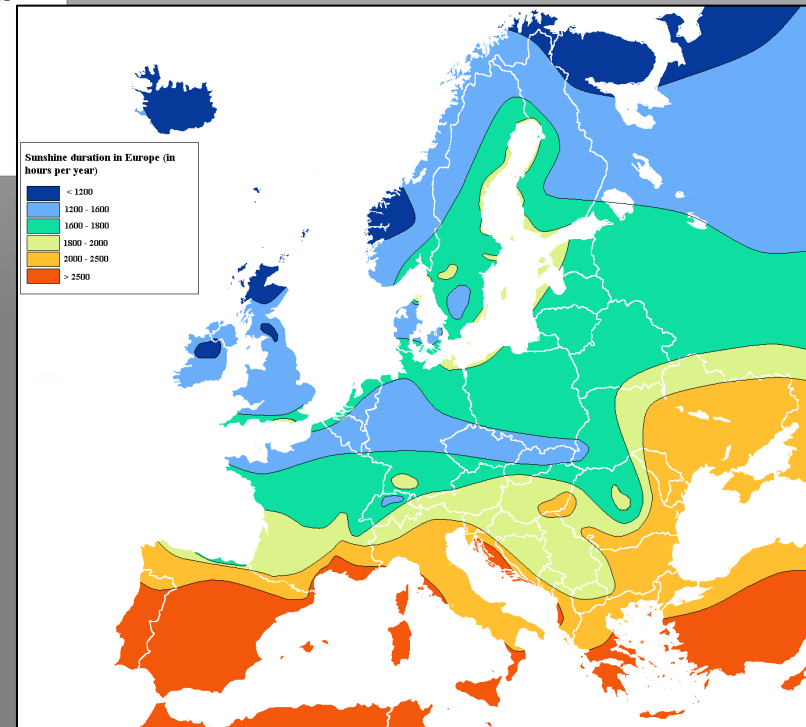 Sunshine duration in Europe (in
hours per year)
< 1200
1200 - 1600
1600 - 1800
1800 - 2000
2000 - 2500
> 2500